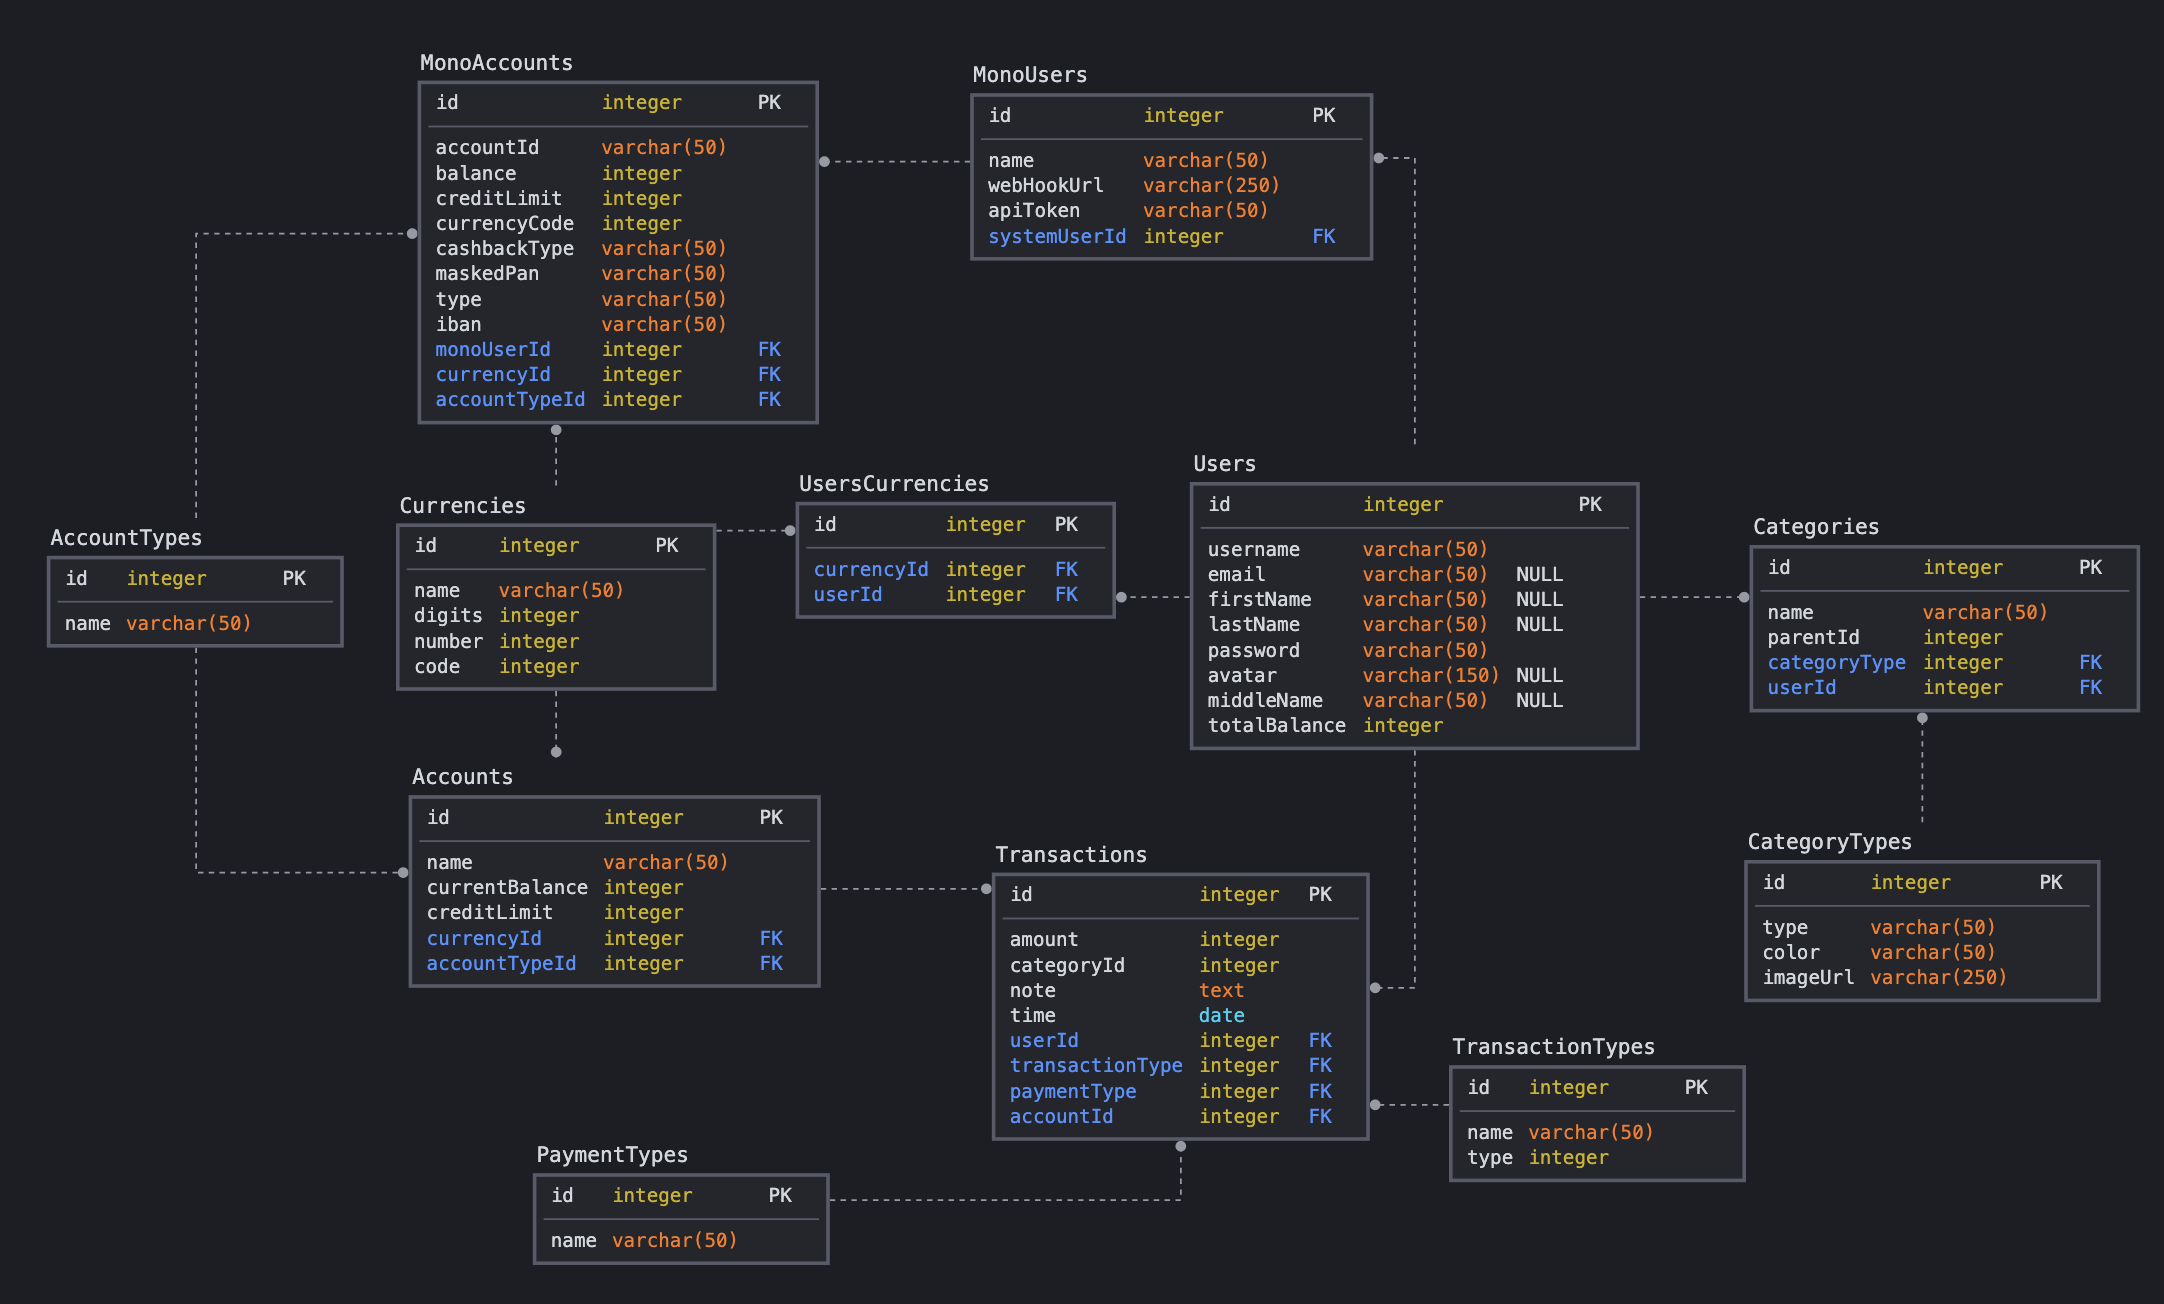 MonoAccounts
id integer PK
accountId varchar(50)
balance integer
creditLimit integer
currencyCode integer
cashbackType varchar(50)
maskedPan varchar(50)
type varchar(50)
iban varchar(50)
monoUserId integer FK
currencyId integer FK
accountTypeId integer FK
MonoUsers
id integer PK
name varchar(50)
webHookUrl varchar(250)
apiToken varchar(50)
systemUserId integer FK
AccountTypes
id integer PK
name varchar(50)
Currencies
id integer PK
name varchar(50)
digits integer
number integer
code integer
UsersCurrencies
id integer PK
currencyId integer FK
userId integer FK
Users
id integer PK
username varchar(50)
email varchar(50) NULL
firstName varchar(50) NULL
lastName varchar(50) NULL
password varchar(50)
avatar varchar(150) NULL
middleName varchar(50) NULL
totalBalance integer
Categories
id integer PK
name varchar(50)
parentId integer
categoryType integer FK
userId integer FK
Accounts
id integer PK
name varchar(50)
currentBalance integer
creditLimit integer
currencyId integer FK
accountTypeId integer FK
Transactions
id integer PK
amount integer
categoryId integer
note text
time date
userId integer FK
transactionType integer FK
paymentType integer FK
accountId integer FK
CategoryTypes
id integer PK
type varchar(50)
color varchar(50)
imageUrl varchar(250)
TransactionTypes
id integer PK
name varchar(50)
type integer
PaymentTypes
id integer PK
name varchar(50)